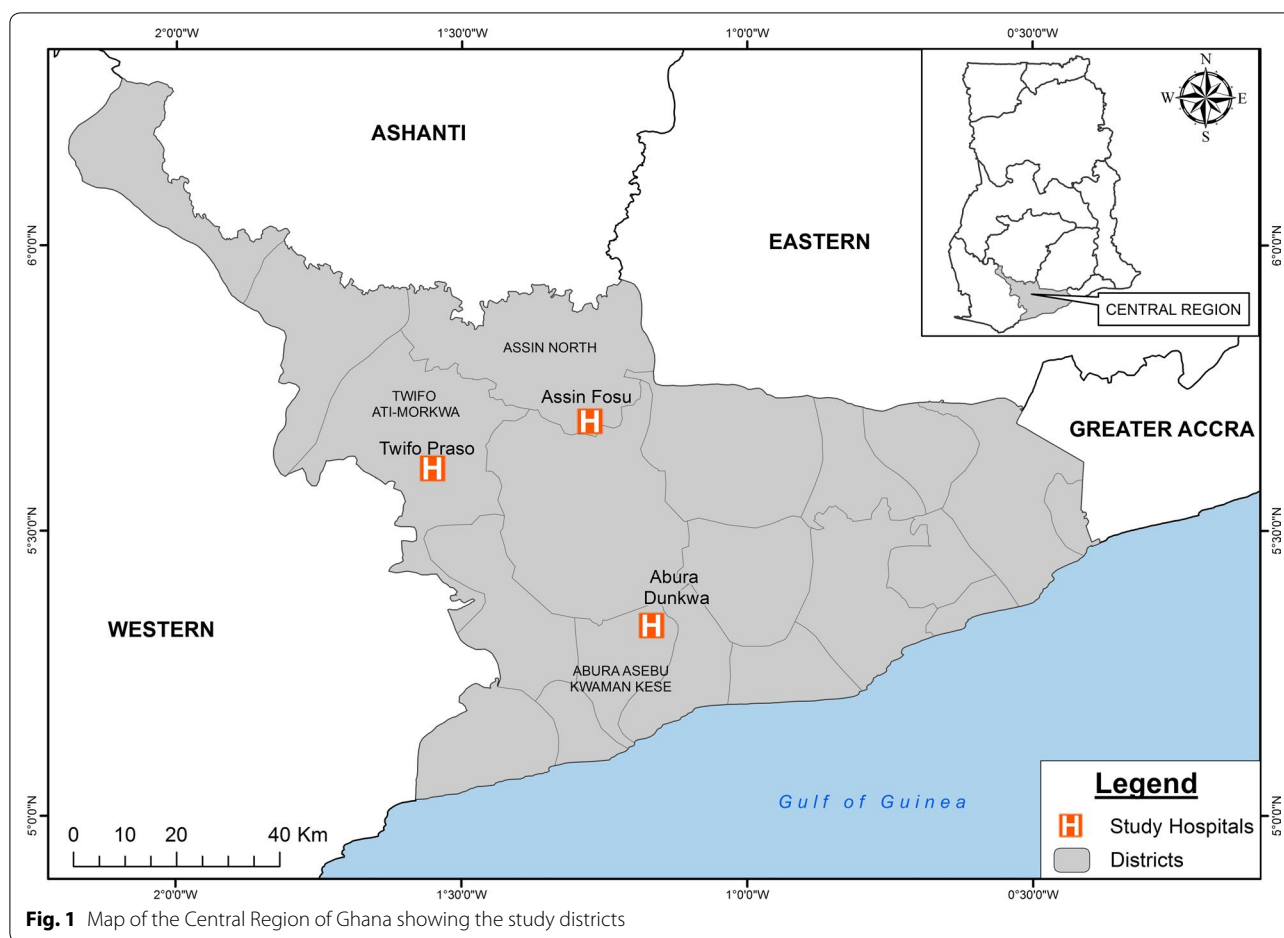 2°0'0"W
1°30'0"W
1°0'0"W
0°30'0"W
N
W
E
S
ASHANTI
EASTERN
6°0'0"N
6°0'0"N
CENTRAL REGION
ASSIN NORTH
TWIFO
ATI-MORKWA
Assin Fosu
H
GREATER ACCRA
Twifo Praso
H
5°30'0"N
5°30'0"N
Abura
Dunkwa
H
WESTERN
ABURA ASEBU
KWAMAN KESE
Gulf of Guinea
Legend
H Study Hospitals
Districts
5°0'0"N
5°0'0"N
0 10 20 40 Km
2°0'0"W
1°30'0"W
1°0'0"W
0°30'0"W
Fig. 1 Map of the Central Region of Ghana showing the study districts